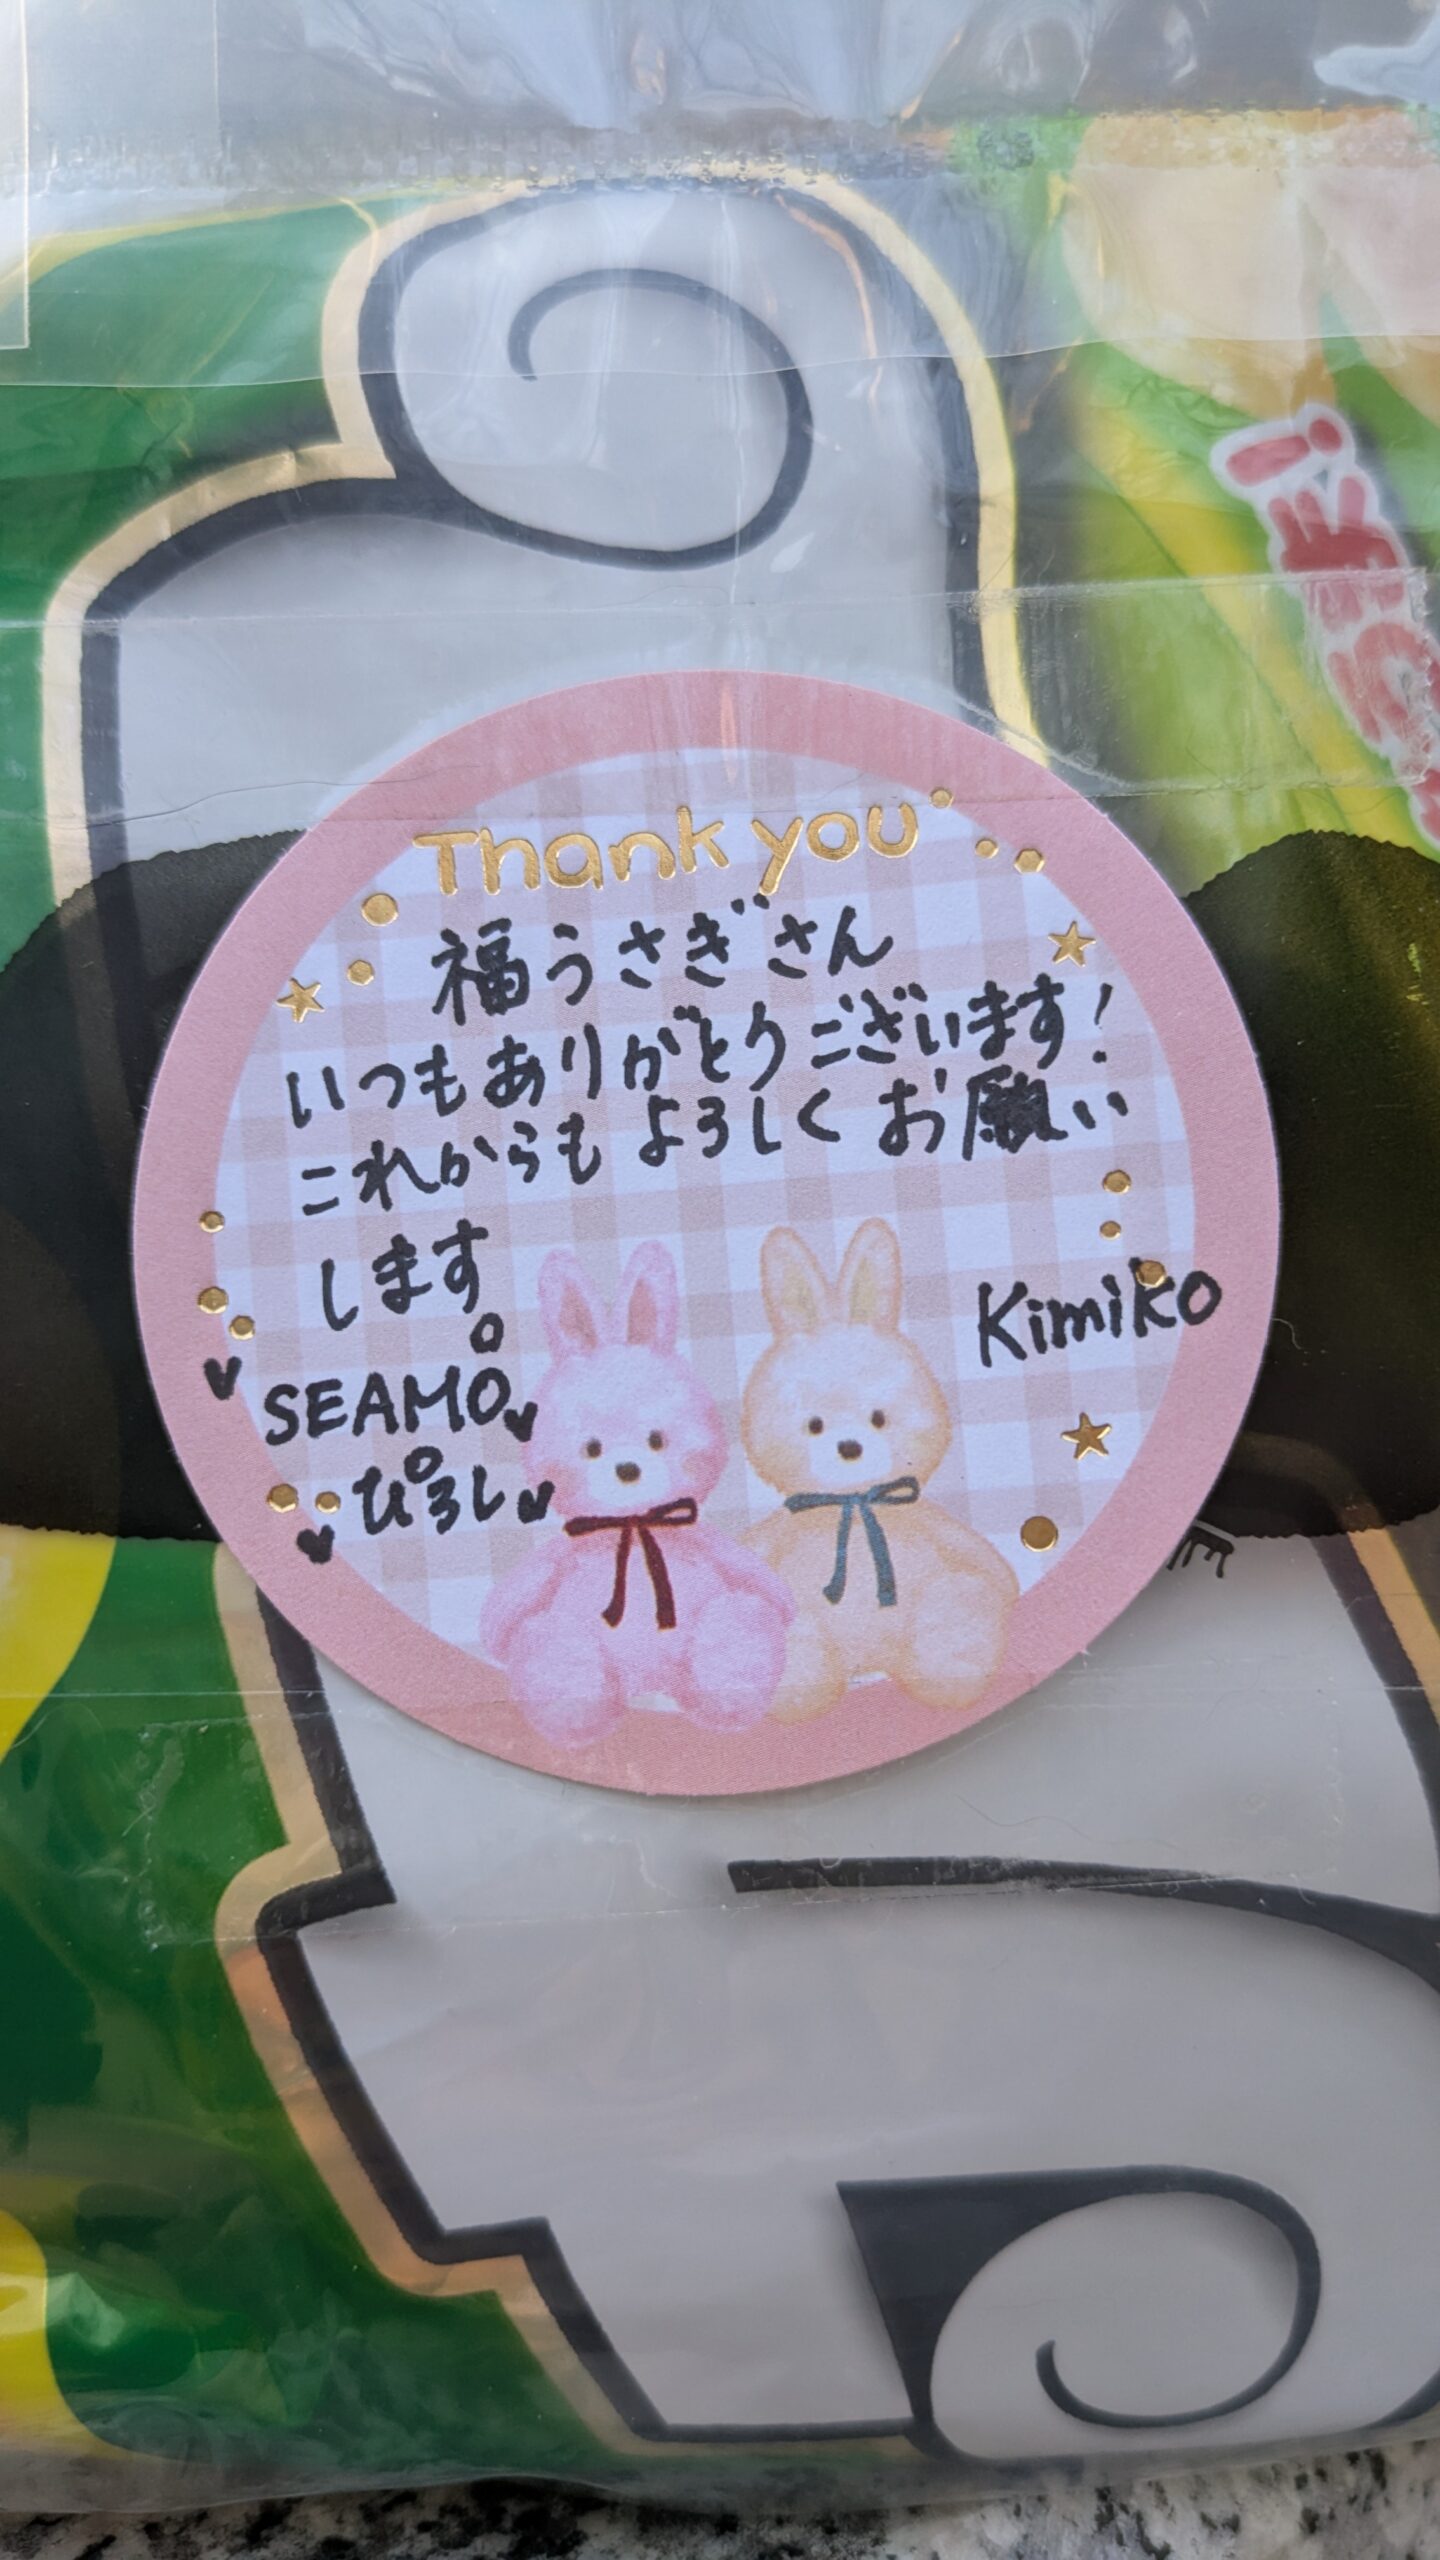 Thank you
福うさぎさん
いつもありがとうございます!
これからもよろしくお願い
します。
Kimiko
SEAMO
ぴろし